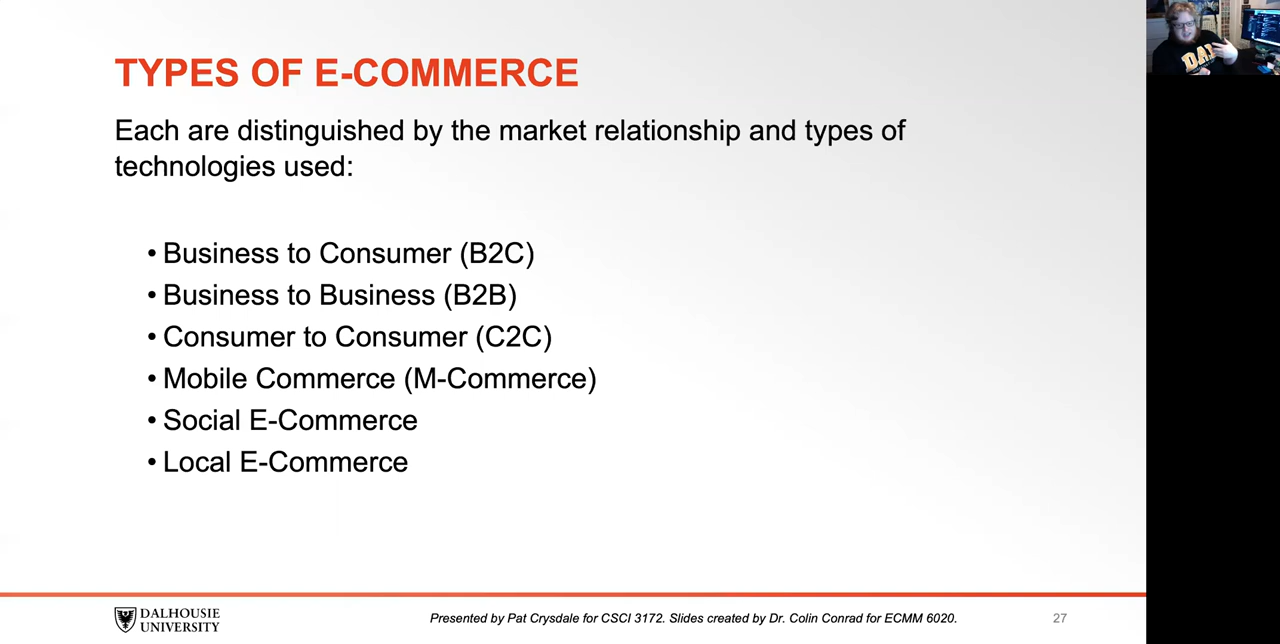 TYPES OF E-COMMERCE
Each are distinguished by the market relationship and types of
technologies used:
• Business to Consumer (B2C)
• Business to Business (B2B)
• Consumer to Consumer (C2C)
• Mobile Commerce (M-Commerce)
• Social E-Commerce
• Local E-Commerce
DALHOUSIE
UNIVERSITY
Presented by Pat Crysdale for CSCI 3172. Slides created by Dr. Colin Conrad for ECMM 6020.
27
DAL